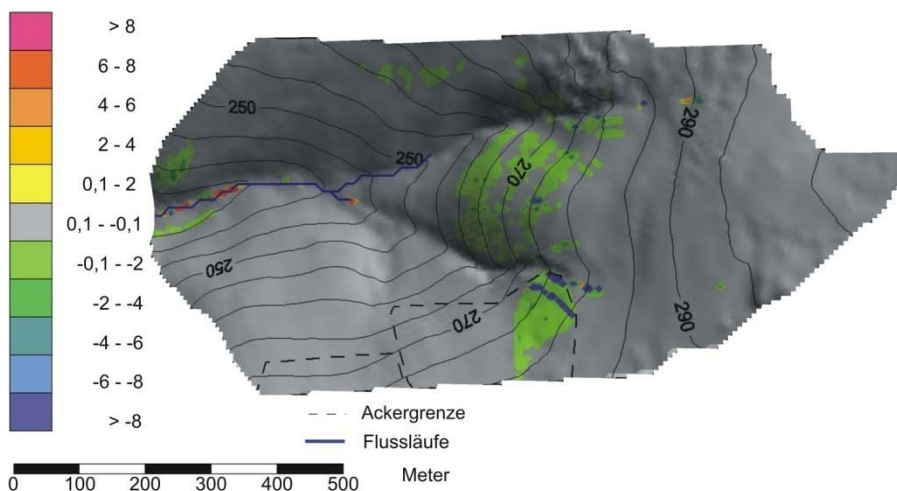 > 8
6 - 8
4 - 6
2 - 4
0,1 - 2
0,1 - -0,1
-0,1 - -2
-2 - -4
-4 - -6
-6 - -8
> -8
250
250
250
270
270
290
290
Ackergrenze
Flussläufe
0 100 200 300 400 500 Meter